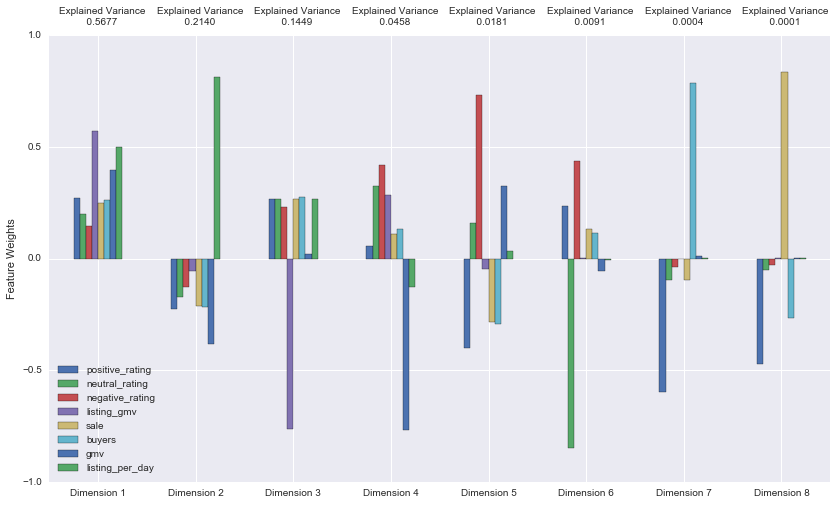 Explained Variance Explained Variance Explained Variance Explained Variance Explained Variance Explained Variance Explained Variance Explained Variance
0.5677 0.2140 0.1449 0.0458 0.0181 0.0091 0.0004 0.0001
1.0
0.5
0.0
−0.5
−1.0
Feature Weights
positive_rating
neutral_rating
negative_rating
listing_gmv
sale
buyers
gmv
listing_per_day
Dimension 1 Dimension 2 Dimension 3 Dimension 4 Dimension 5 Dimension 6 Dimension 7 Dimension 8